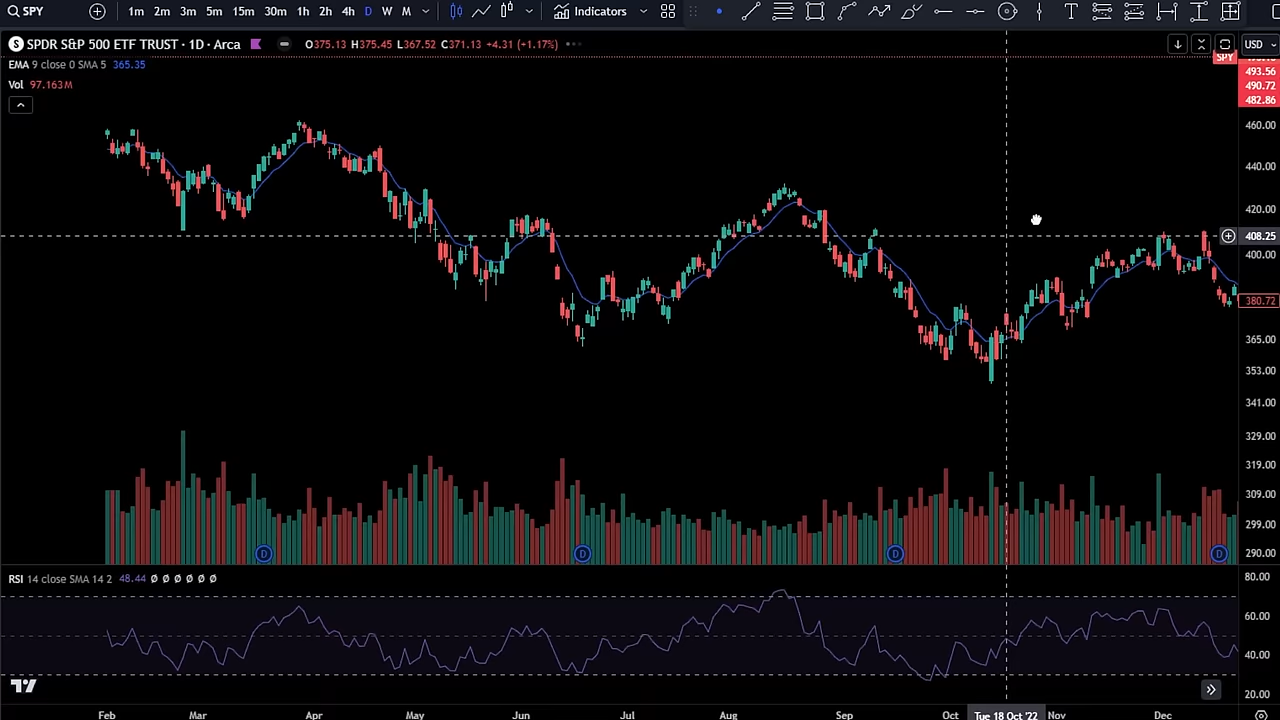 SPY 1m 2m 3m 5m 15m 30m 1h 2h 4h D W M Indicators
SPDR S&P 500 ETF TRUST · 1D · Arca O375.13 H375.45 L367.52 C371.13 +4.31 (+1.17%) USD
EMA 9 close 0 SMA 5 365.35
SPY
Vol 97.163M
493.56
490.72
482.86
460.00
440.00
420.00
408.25
400.00
380.72
365.00
353.00
341.00
329.00
319.00
309.00
299.00
290.00
D D D D
RSI 14 close SMA 14 2 48.44 Ø Ø Ø Ø Ø Ø
80.00
60.00
40.00
20.00
Feb Mar Apr May Jun Jul Aug Sep Oct Tue 18 Oct '22 Nov Dec